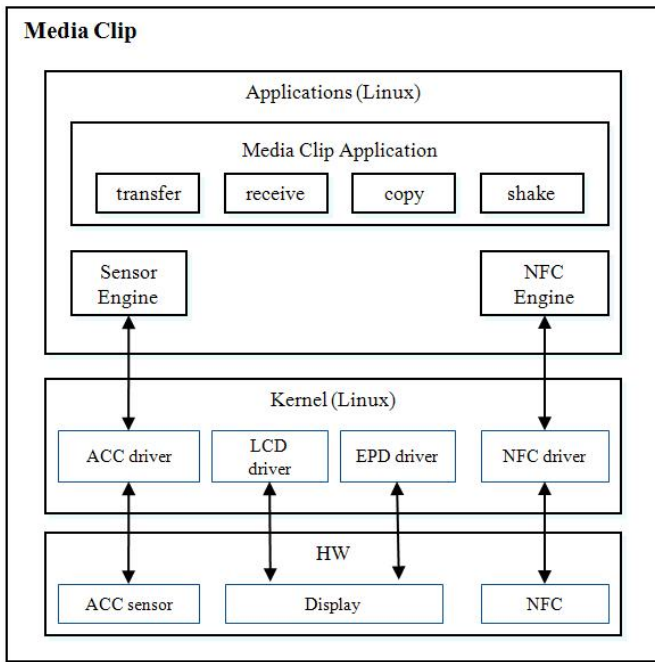 Media Clip
Applications (Linux)
Media Clip Application
transfer
receive
copy
shake
Sensor
Engine
NFC
Engine
Kernel (Linux)
ACC driver
LCD
driver
EPD driver
NFC driver
HW
ACC sensor
Display
NFC